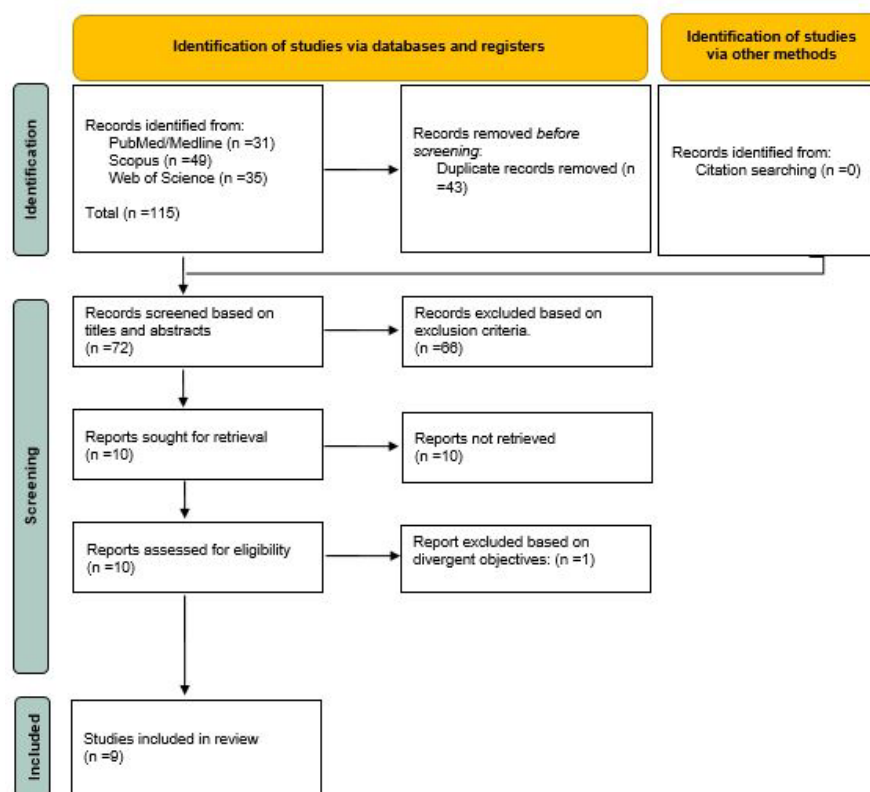 Identification of studies via databases and registers
Identification of studies
via other methods
Identification
Records identified from:
PubMed/Medline (n =31)
Scopus (n =49)
Web of Science (n =35)
Total (n =115)
Records removed before
screening:
Duplicate records removed (n
=43)
Records identified from:
Citation searching (n =0)
Screening
Records screened based on
titles and abstracts
(n =72)
Records excluded based on
exclusion criteria.
(n =66)
Reports sought for retrieval
(n =10)
Reports not retrieved
(n =10)
Reports assessed for eligibility
(n =10)
Report excluded based on
divergent objectives: (n =1)
Included
Studies included in review
(n =9)